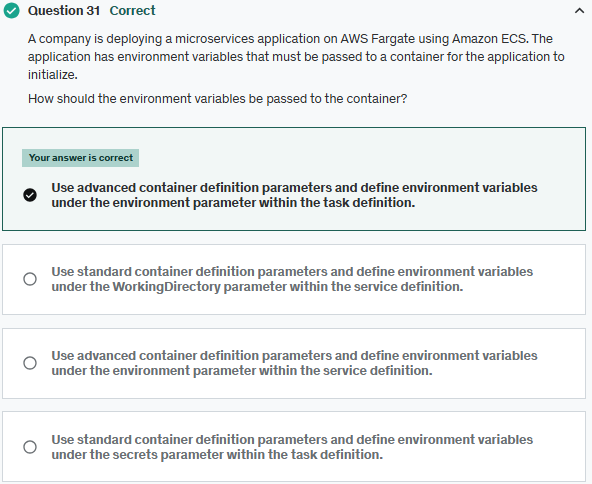 Question 31 Correct
A company is deploying a microservices application on AWS Fargate using Amazon ECS. The
application has environment variables that must be passed to a container for the application to
initialize.
How should the environment variables be passed to the container?
Your answer is correct
Use advanced container definition parameters and define environment variables
under the environment parameter within the task definition.
Use standard container definition parameters and define environment variables
under the WorkingDirectory parameter within the service definition.
Use advanced container definition parameters and define environment variables
under the environment parameter within the service definition.
Use standard container definition parameters and define environment variables
under the secrets parameter within the task definition.